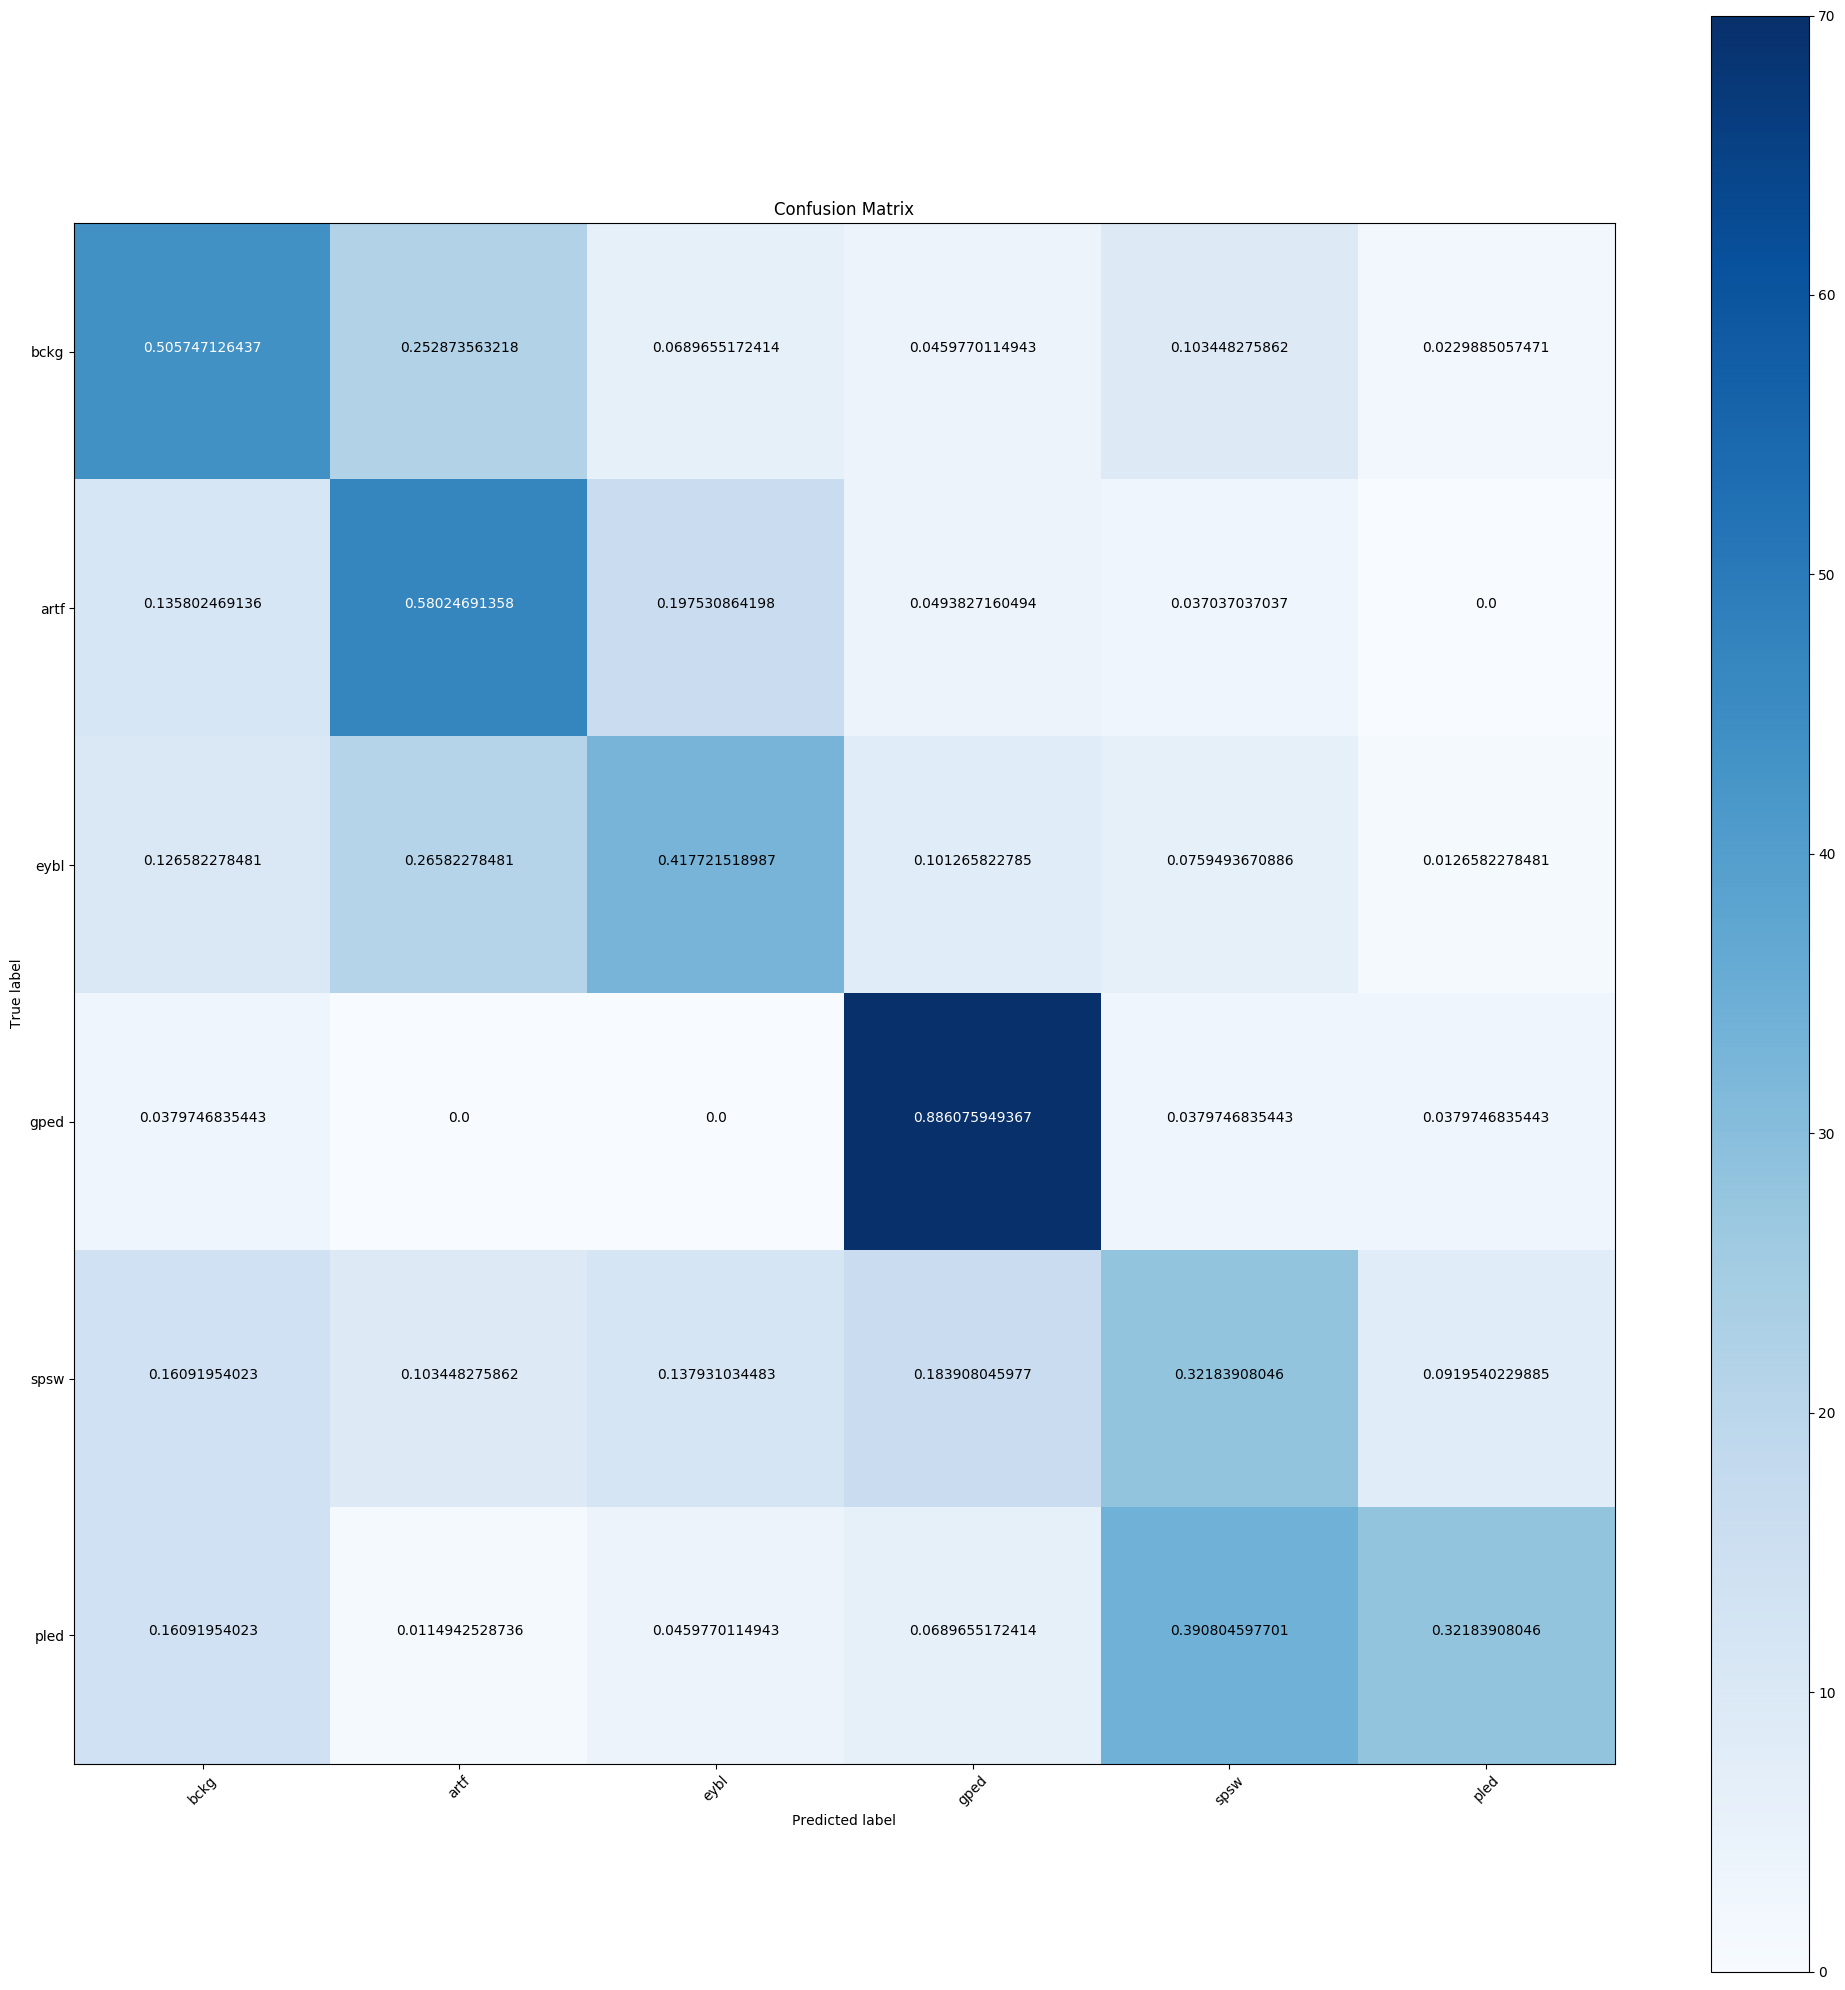 Confusion Matrix
bckg 0.505747126437 0.252873563218 0.0689655172414 0.0459770114943 0.103448275862 0.0229885057471
artf 0.135802469136 0.58024691358 0.197530864198 0.0493827160494 0.037037037037 0.0
eybl 0.126582278481 0.26582278481 0.417721518987 0.101265822785 0.0759493670886 0.0126582278481
gped 0.0379746835443 0.0 0.0 0.886075949367 0.0379746835443 0.0379746835443
spsw 0.16091954023 0.103448275862 0.137931034483 0.183908045977 0.32183908046 0.0919540229885
pled 0.16091954023 0.0114942528736 0.0459770114943 0.0689655172414 0.390804597701 0.32183908046
bckg artf eybl gped spsw pled
Predicted label
True label
70
60
50
40
30
20
10
0